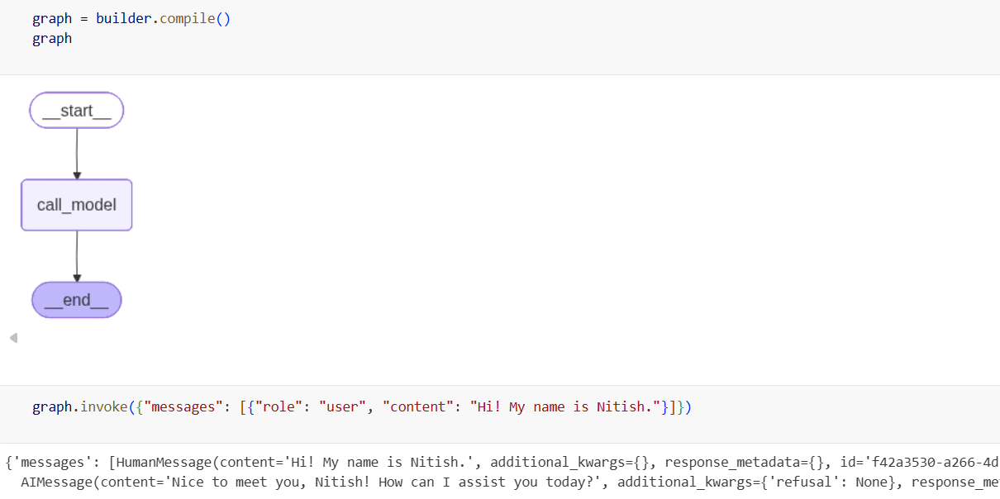 graph = builder.compile()
graph
__start__
call_model
__end__
graph.invoke({"messages": [{"role": "user", "content": "Hi! My name is Nitish."}]})
{'messages': [HumanMessage(content='Hi! My name is Nitish.', additional_kwargs={}, response_metadata={}, id='f42a3530-a266-4d
AIMessage(content='Nice to meet you, Nitish! How can I assist you today?', additional_kwargs={'refusal': None}, response_me